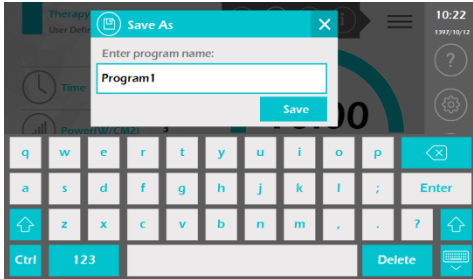 Therapy
User Defi
Save As
10:22
1397/10/12
Enter program name:
Program1
Time
Save
Power(W/CM2)
q w e r t y u i o p
a s d f g h j k l ; Enter
z x c v b n m , . ?
Ctrl 123 Delete